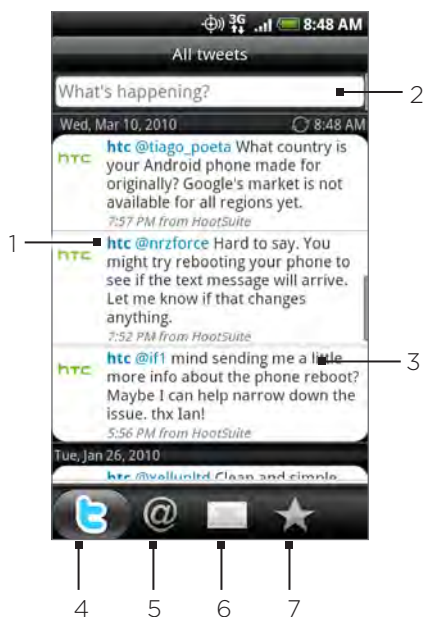 3G 8:48 AM
All tweets
What's happening?
2
Wed, Mar 10, 2010 8:48 AM
hTC
htc @tiago_poeta What country is
your Android phone made for
originally? Google's market is not
available for all regions yet.
7:57 PM from HootSuite
1
hTC
htc @nrzforce Hard to say. You
might try rebooting your phone to
see if the text message will arrive.
Let me know if that changes
anything.
7:52 PM from HootSuite
hTC
htc @if1 mind sending me a little
3
more info about the phone reboot?
Maybe I can help narrow down the
issue. thx Ian!
5:56 PM from HootSuite
Tue, Jan 26, 2010
htc Clean and simple
@
4 5 6 7